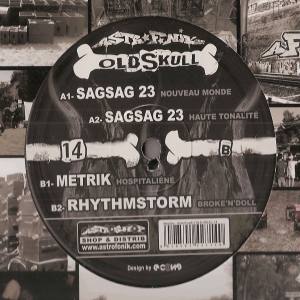 ASTROFONIK
OLDSKULL
A1- SAGSAG 23 NOUVEAU MONDE
A2- SAGSAG 23 HAUTE TONALITÉ
14
B
B1- METRIK HOSPITALIENE
B2- RHYTHMSTORM BROKE'N'DOLL
SHOP & DISTRIB
www.astrofonik.com
Design by